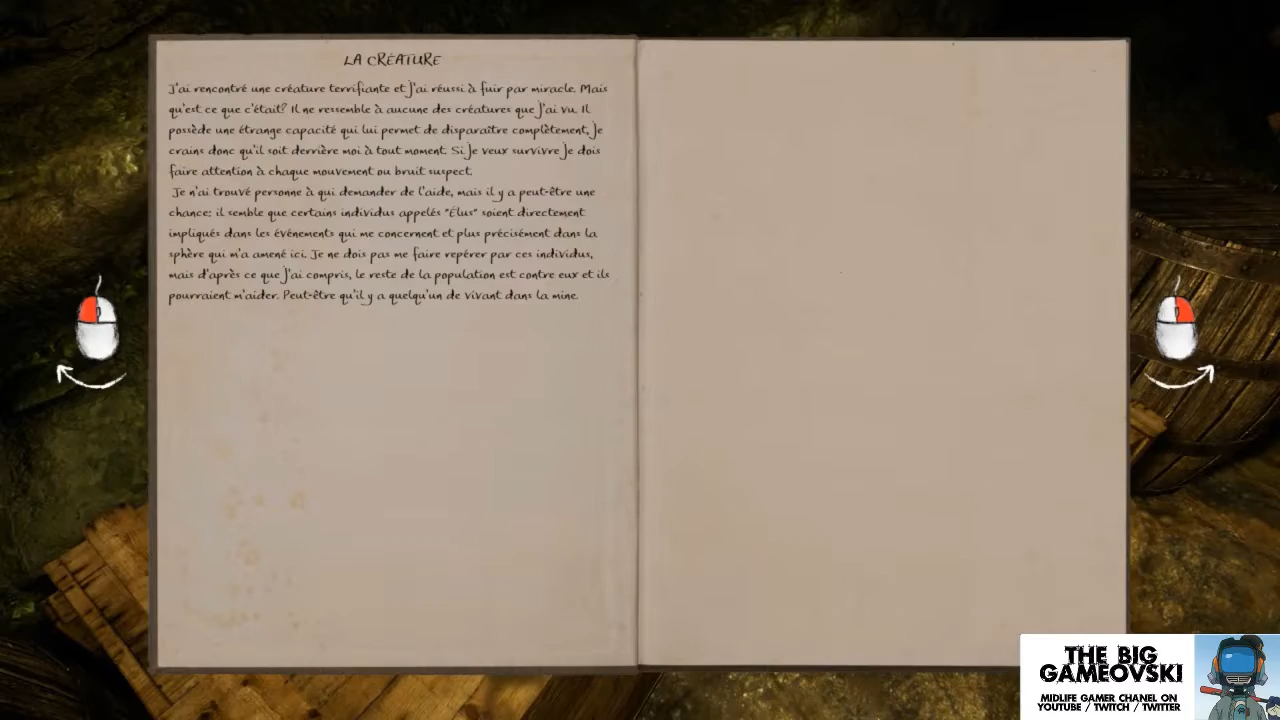 LA CRÉATURE
J'ai rencontré une créature terrifiante et j'ai réussi à fuir par miracle. Mais
qu'est ce que c'était? Il ne ressemble à aucune des créatures que j'ai vu. Il
possède une étrange capacité qui lui permet de disparaître complètement, je
crains donc qu'il soit derrière moi à tout moment. Si je veux survivre je dois
faire attention à chaque mouvement ou bruit suspect.
Je n'ai trouvé personne à qui demander de l'aide, mais il y a peut-être une
chance: il semble que certains individus appelés "Élus" soient directement
impliqués dans les événements qui me concernent et plus précisément dans la
sphère qui m'a amené ici. Je ne dois pas me faire repérer par ces individus,
mais d'après ce que j'ai compris, le reste de la population est contre eux et ils
pourraient m'aider. Peut-être qu'il y a quelqu'un de vivant dans la mine.
THE BIG
GAMEOVSKI
MIDLIFE GAMER CHANEL ON
YOUTUBE / TWITCH / TWITTER